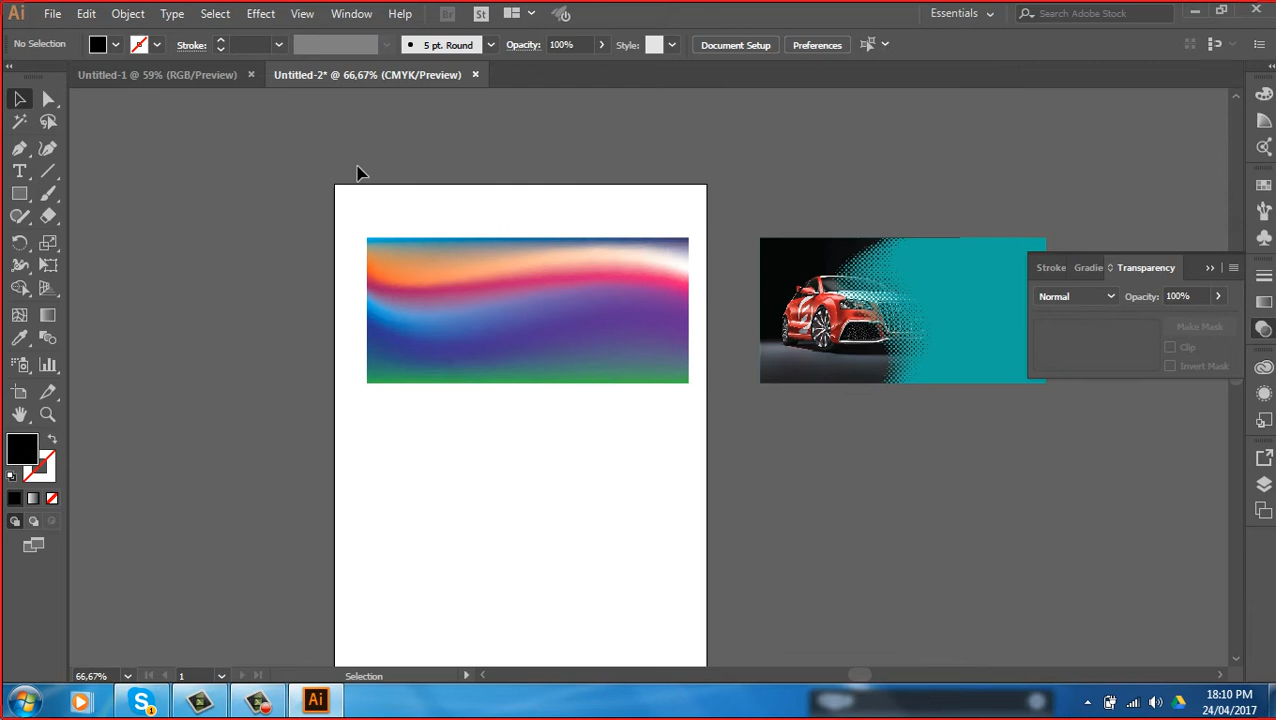 Ai File Edit Object Type Select Effect View Window Help Br St Essentials Search Adobe Stock
No Selection Stroke: 5 pt. Round Opacity: 100% Style: Document Setup Preferences
Untitled-1 @ 59% (RGB/Preview) Untitled-2* @ 66,67% (CMYK/Preview)
T
Stroke Gradie Transparency
Normal Opacity: 100%
Make Mask
Clip
Invert Mask
66,67% 1 Selection
S 1 Ai
18:10 PM
24/04/2017